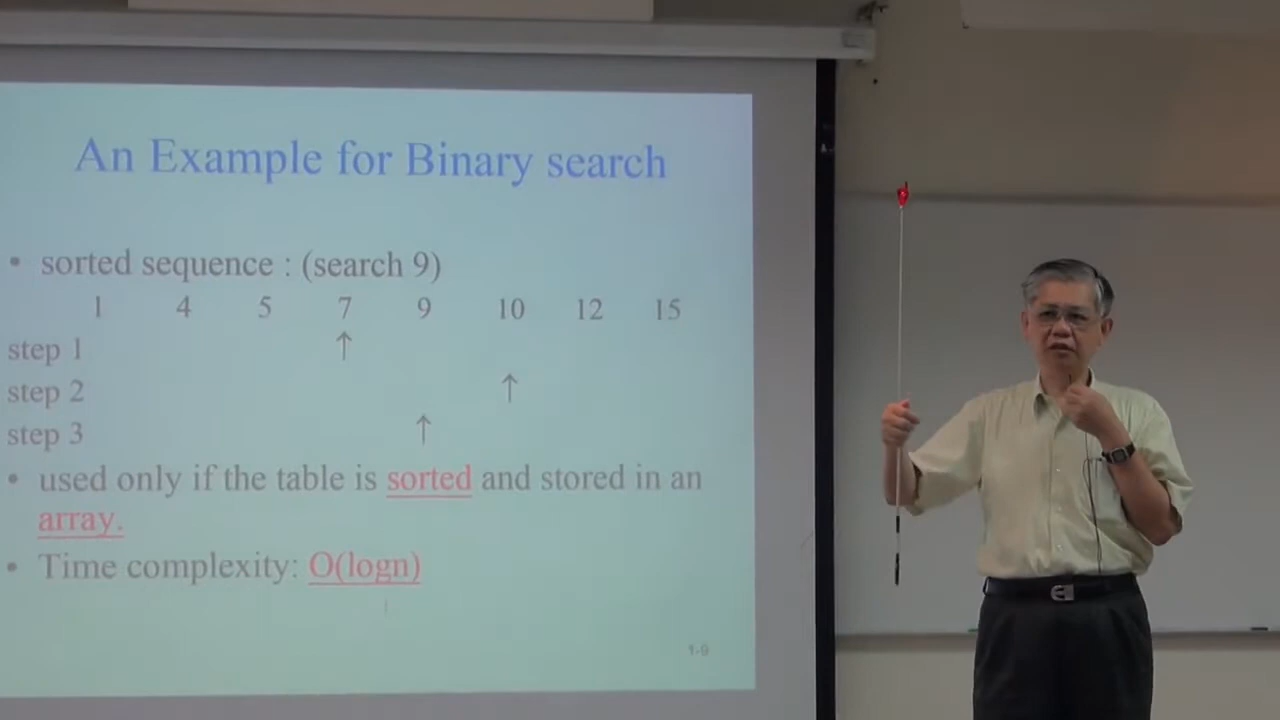 An Example for Binary search
• sorted sequence : (search 9)
1 4 5 7 9 10 12 15
step 1 ↑
step 2 ↑
step 3 ↑
• used only if the table is sorted and stored in an
array.
• Time complexity: O(logn)
1-9